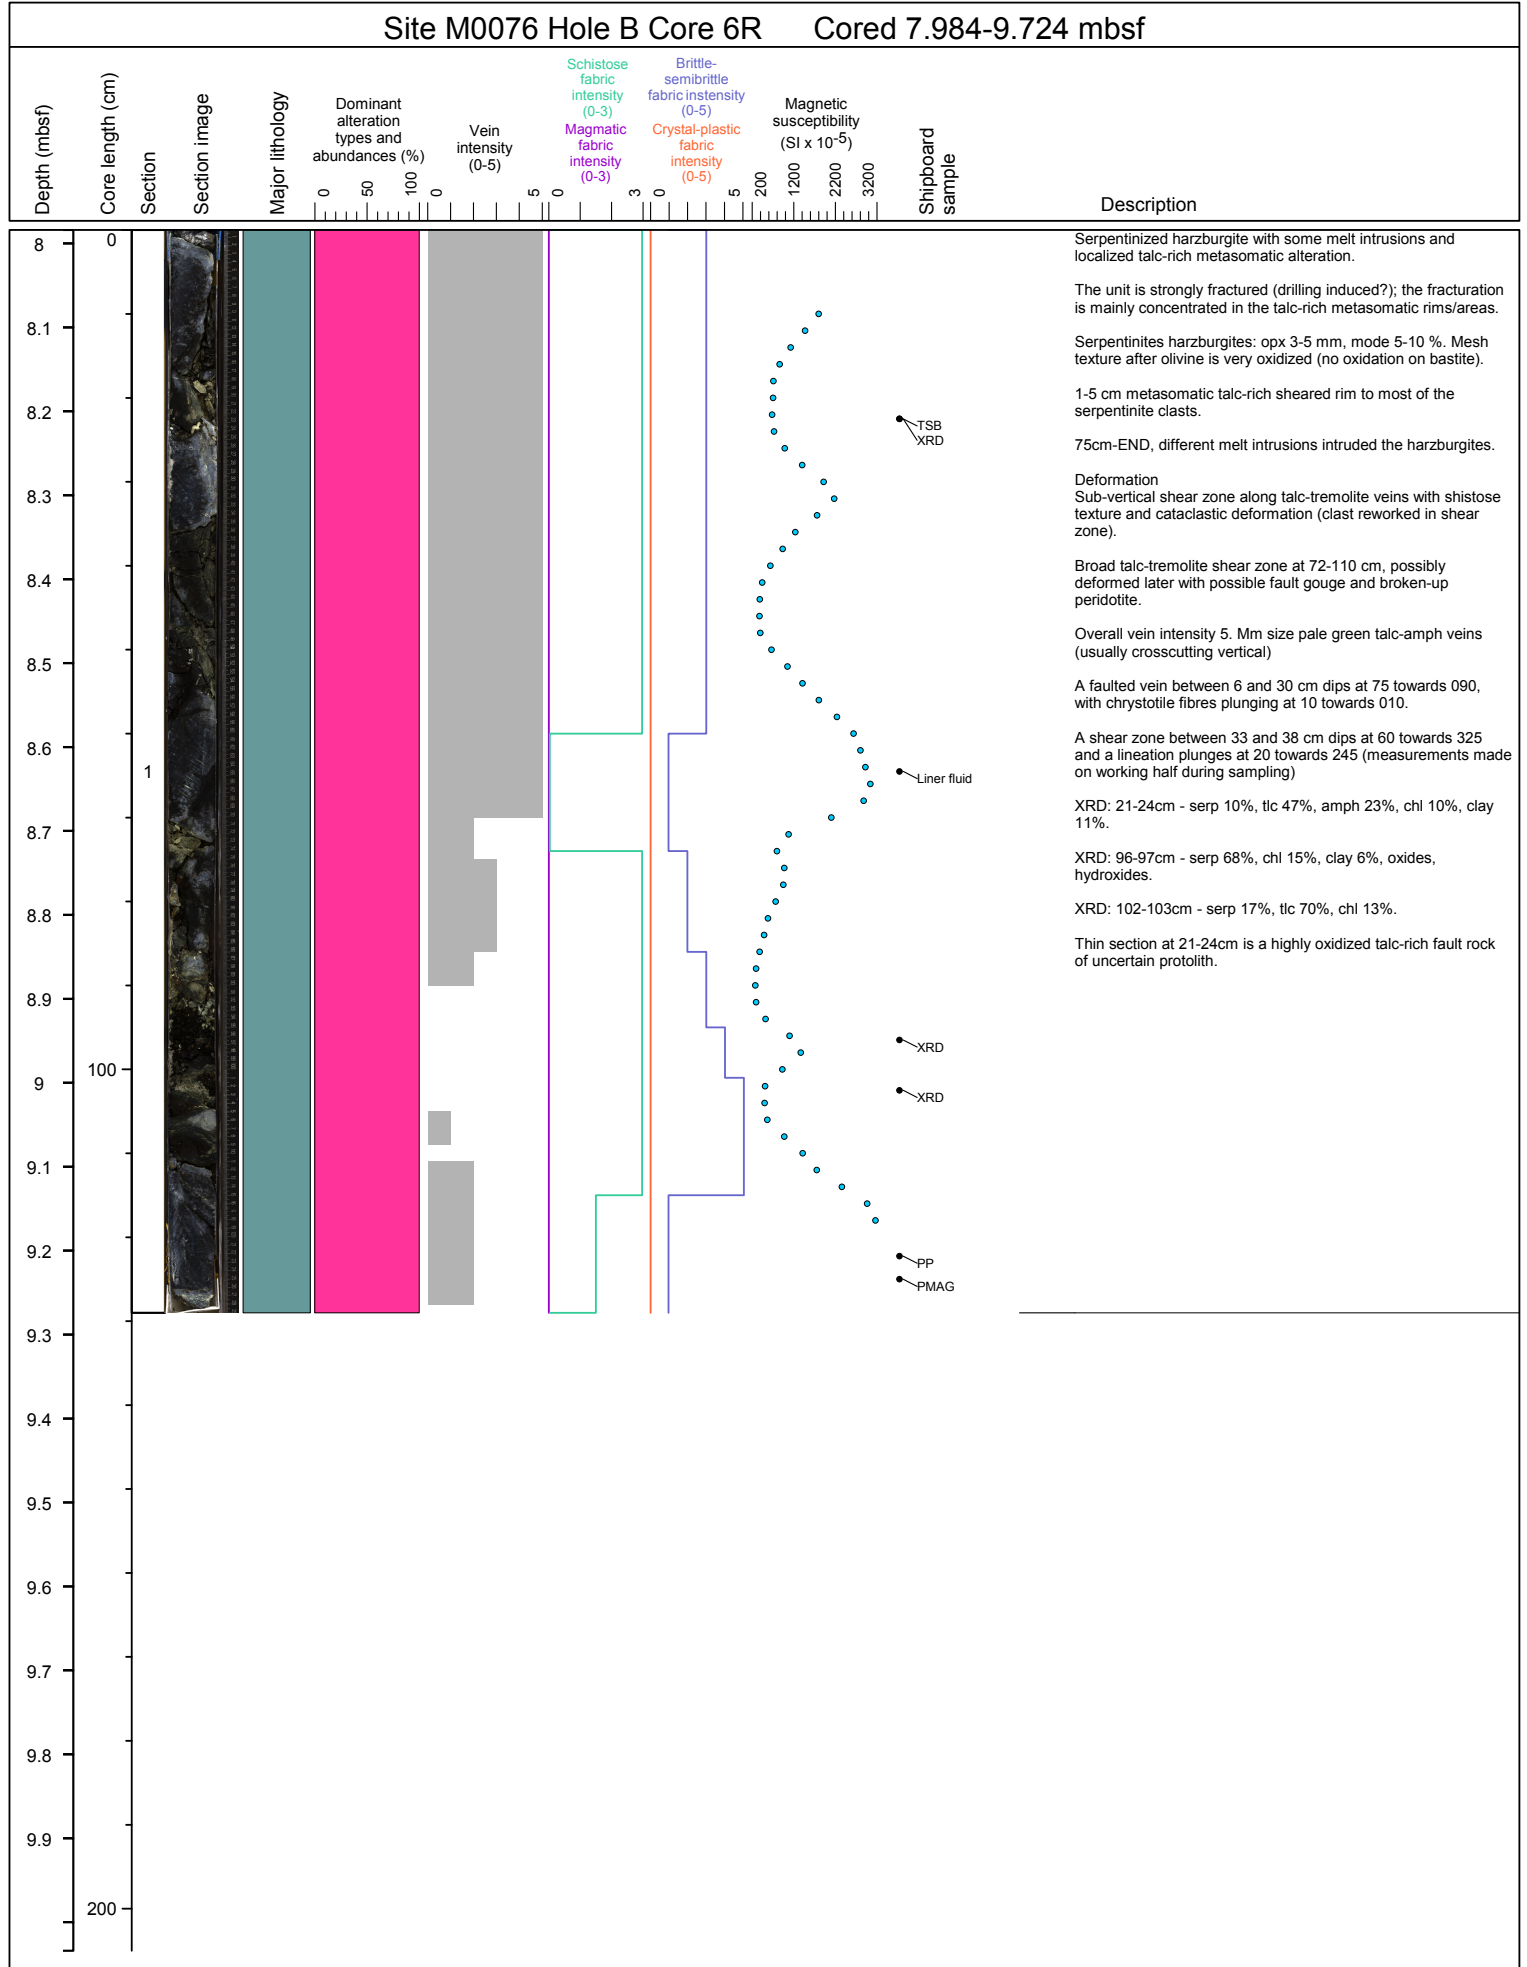 Site M0076 Hole B Core 6R Cored 7.984-9.724 mbsf
Depth (mbsf)
Core length (cm)
Section
Section image
Major lithology
Dominant
alteration
types and
abundances (%)
0 50 100
Vein
intensity
(0-5)
0 5
Schistose
fabric
intensity
(0-3)
Magmatic
fabric
intensity
(0-3)
0 3
Brittle-
semibrittle
fabric instensity
(0-5)
Crystal-plastic
fabric
intensity
(0-5)
0 5
Magnetic
susceptibility
(SI x 10-5)
200 1200 2200 3200
Shipboard
sample
Description
8
8.1
8.2
8.3
8.4
8.5
8.6
8.7
8.8
8.9
9
9.1
9.2
9.3
9.4
9.5
9.6
9.7
9.8
9.9
0
100
200
1
TSB
XRD
Liner fluid
XRD
XRD
PP
PMAG
Serpentinized harzburgite with some melt intrusions and
localized talc-rich metasomatic alteration.
The unit is strongly fractured (drilling induced?); the fracturation
is mainly concentrated in the talc-rich metasomatic rims/areas.
Serpentinites harzburgites: opx 3-5 mm, mode 5-10 %. Mesh
texture after olivine is very oxidized (no oxidation on bastite).
1-5 cm metasomatic talc-rich sheared rim to most of the
serpentinite clasts.
75cm-END, different melt intrusions intruded the harzburgites.
Deformation
Sub-vertical shear zone along talc-tremolite veins with shistose
texture and cataclastic deformation (clast reworked in shear
zone).
Broad talc-tremolite shear zone at 72-110 cm, possibly
deformed later with possible fault gouge and broken-up
peridotite.
Overall vein intensity 5. Mm size pale green talc-amph veins
(usually crosscutting vertical)
A faulted vein between 6 and 30 cm dips at 75 towards 090,
with chrystotile fibres plunging at 10 towards 010.
A shear zone between 33 and 38 cm dips at 60 towards 325
and a lineation plunges at 20 towards 245 (measurements made
on working half during sampling)
XRD: 21-24cm - serp 10%, tlc 47%, amph 23%, chl 10%, clay
11%.
XRD: 96-97cm - serp 68%, chl 15%, clay 6%, oxides,
hydroxides.
XRD: 102-103cm - serp 17%, tlc 70%, chl 13%.
Thin section at 21-24cm is a highly oxidized talc-rich fault rock
of uncertain protolith.